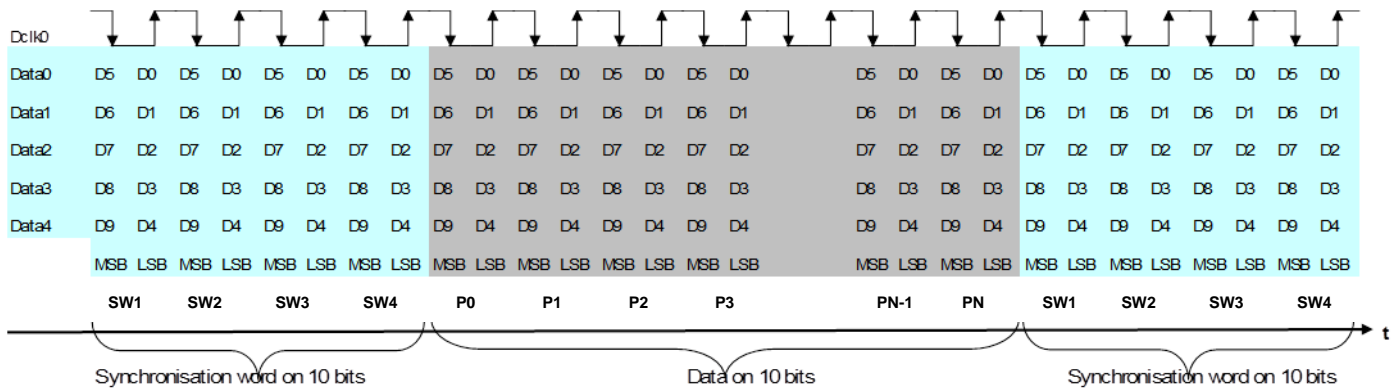 Dclk0
Data0 D5 D0 D5 D0 D5 D0 D5 D0 D5 D0 D5 D0 D5 D0 D5 D0 D5 D0 D5 D0 D5 D0 D5 D0 D5 D0 D5 D0
Data1 D6 D1 D6 D1 D6 D1 D6 D1 D6 D1 D6 D1 D6 D1 D6 D1 D6 D1 D6 D1 D6 D1 D6 D1 D6 D1 D6 D1
Data2 D7 D2 D7 D2 D7 D2 D7 D2 D7 D2 D7 D2 D7 D2 D7 D2 D7 D2 D7 D2 D7 D2 D7 D2 D7 D2 D7 D2
Data3 D8 D3 D8 D3 D8 D3 D8 D3 D8 D3 D8 D3 D8 D3 D8 D3 D8 D3 D8 D3 D8 D3 D8 D3 D8 D3 D8 D3
Data4 D9 D4 D9 D4 D9 D4 D9 D4 D9 D4 D9 D4 D9 D4 D9 D4 D9 D4 D9 D4 D9 D4 D9 D4 D9 D4 D9 D4
MSB LSB MSB LSB MSB LSB MSB LSB MSB LSB MSB LSB MSB LSB MSB LSB MSB LSB MSB LSB MSB LSB MSB LSB MSB LSB MSB LSB
SW1 SW2 SW3 SW4 P0 P1 P2 P3 PN-1 PN SW1 SW2 SW3 SW4
t
Synchronisation word on 10 bits Data on 10 bits Synchronisation word on 10 bits